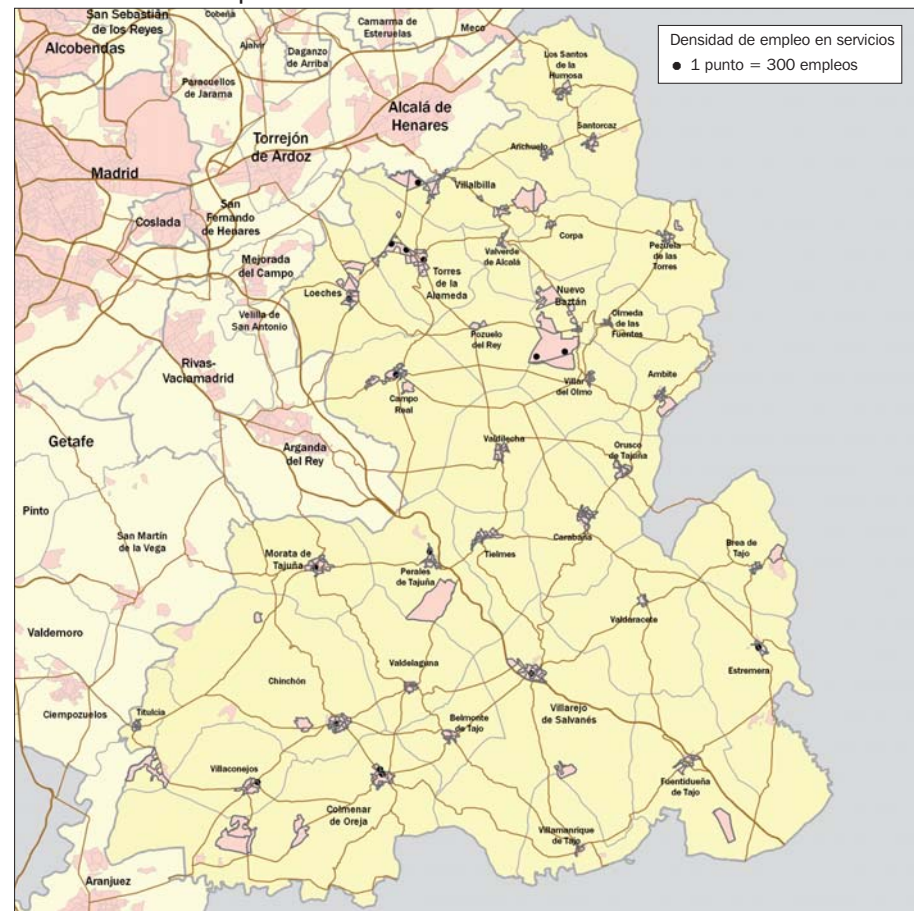 San Sebastián
de los Reyes
Cobeña
Camarma de
Esteruelas
Meco
Alcobendas
Ajalvir
Daganzo
de Arriba
Los Santos
de la
Humosa
Densidad de empleo en servicios
1 punto = 300 empleos
Paracuellos
de Jarama
Alcalá de
Henares
Santorcaz
Torrejón
de Ardoz
Madrid
Villalbilla
San
Fernando
de Henares
Coslada
Corpa
Pezuela
de las
Torres
Valverde
de Alcalá
Mejorada
del Campo
Torres
de la
Alameda
Loeches
Nuevo
Baztán
Velilla de
San Antonio
Olmeda
de las
Fuentes
Pozuelo
del Rey
Rivas-
Vaciamadrid
Villar
del Olmo
Ambite
Campo
Real
Getafe
Arganda
del Rey
Valdilecha
Orusco
de Tajuña
Pinto
San Martín
de la Vega
Morata de
Tajuña
Perales
de Tajuña
Tielmes
Carabaña
Brea de
Tajo
Valdemoro
Valdaracete
Chinchón
Valdelaguna
Estremera
Ciempozuelos
Titulcia
Belmonte
de Tajo
Villarejo
de Salvanés
Villaconejos
Fuentidueña
de Tajo
Colmenar
de Oreja
Villamanrique
de Tajo
Aranjuez